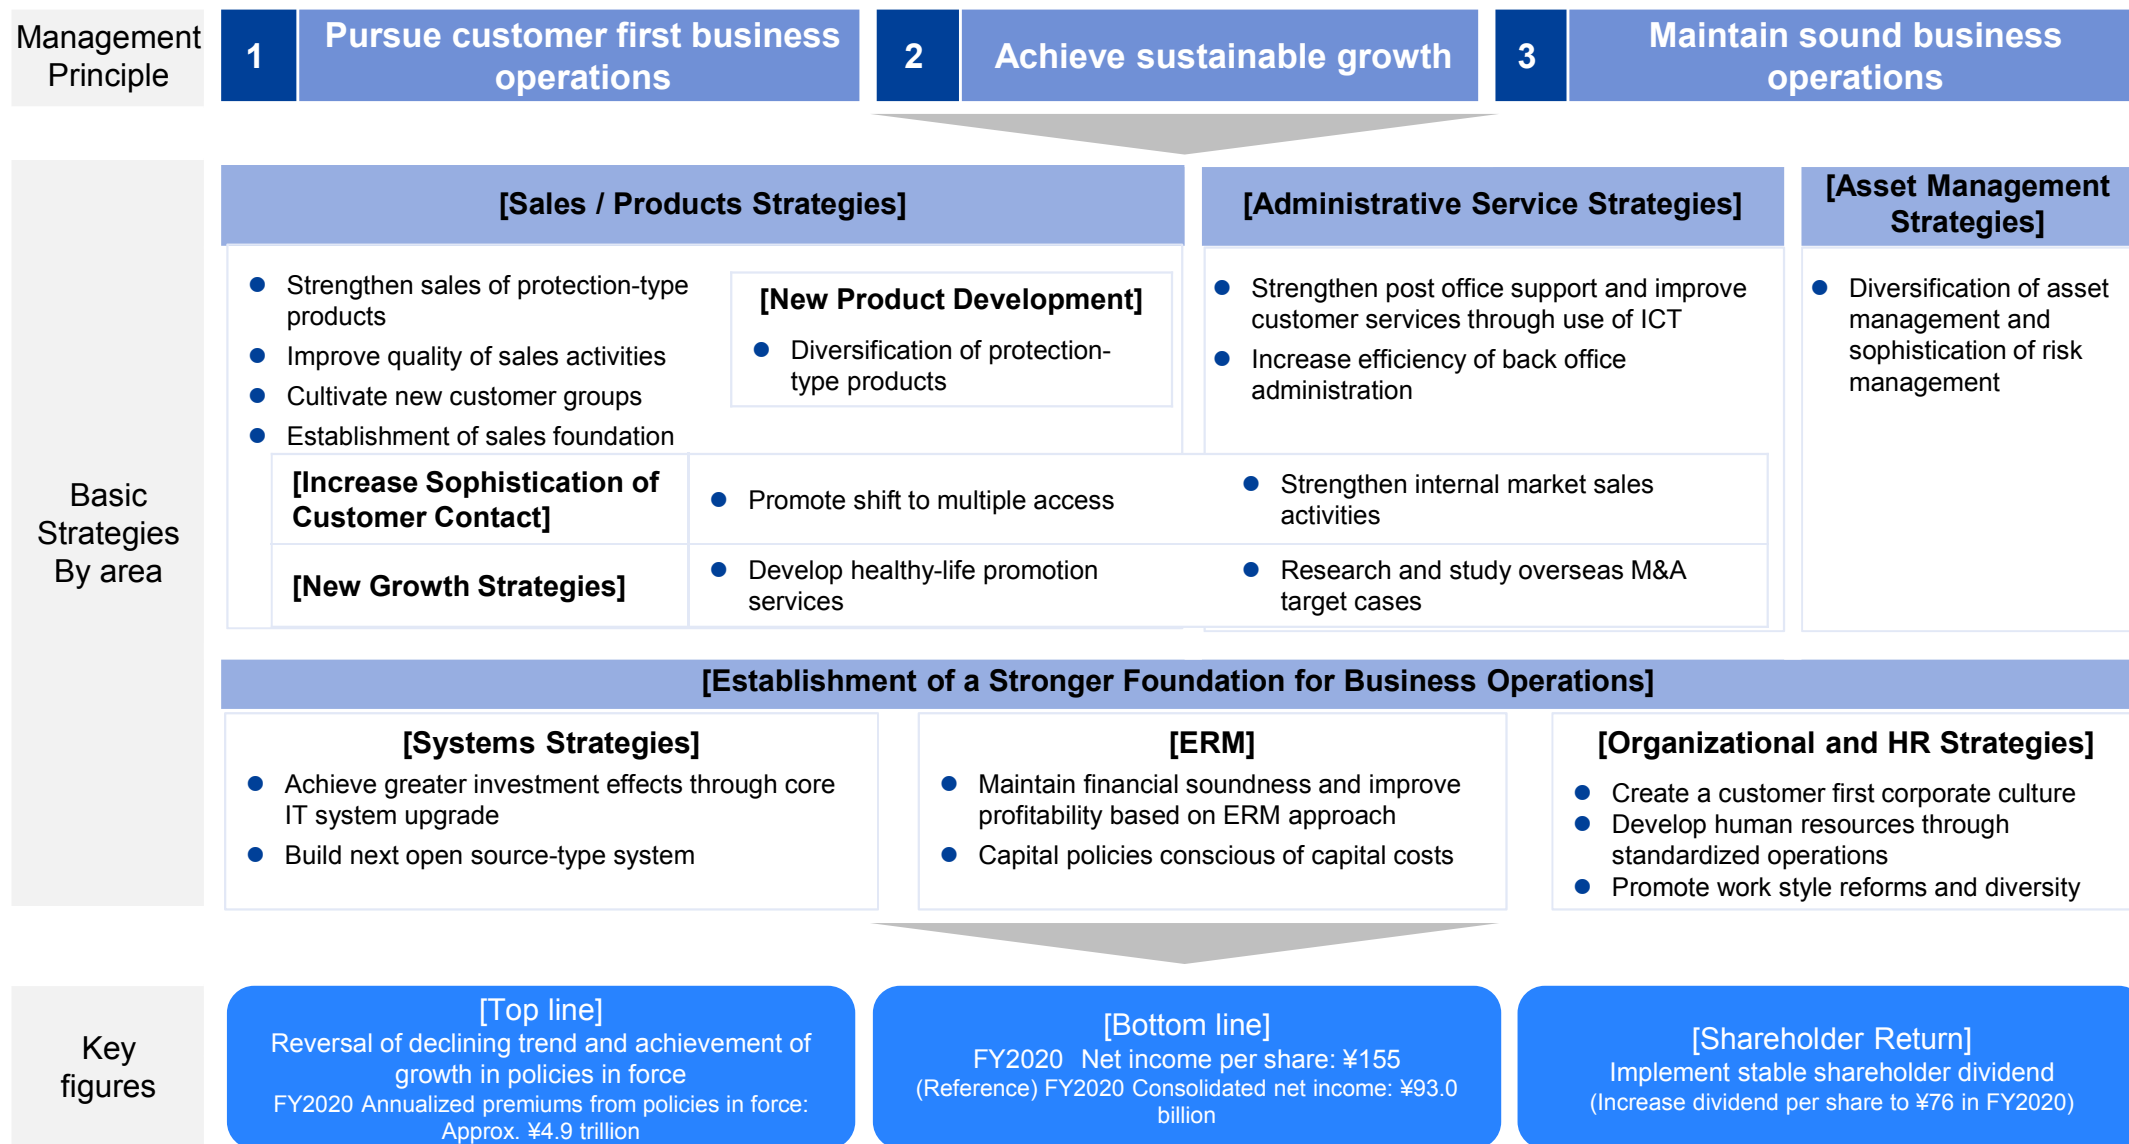 Management
Principle
1
Pursue customer first business
operations
2
Achieve sustainable growth
3
Maintain sound business
operations
Basic
Strategies
By area
[Sales / Products Strategies]
● Strengthen sales of protection-type
products
● Improve quality of sales activities
● Cultivate new customer groups
● Establishment of sales foundation
[New Product Development]
● Diversification of protection-
type products
[Administrative Service Strategies]
● Strengthen post office support and improve
customer services through use of ICT
● Increase efficiency of back office
administration
[Asset Management
Strategies]
● Diversification of asset
management and
sophistication of risk
management
[Increase Sophistication of
Customer Contact]
● Promote shift to multiple access
● Strengthen internal market sales
activities
[New Growth Strategies]
● Develop healthy-life promotion
services
● Research and study overseas M&A
target cases
[Establishment of a Stronger Foundation for Business Operations]
[Systems Strategies]
● Achieve greater investment effects through core
IT system upgrade
● Build next open source-type system
[ERM]
● Maintain financial soundness and improve
profitability based on ERM approach
● Capital policies conscious of capital costs
[Organizational and HR Strategies]
● Create a customer first corporate culture
● Develop human resources through
standardized operations
● Promote work style reforms and diversity
Key
figures
[Top line]
Reversal of declining trend and achievement of
growth in policies in force
FY2020 Annualized premiums from policies in force:
Approx. ¥4.9 trillion
[Bottom line]
FY2020 Net income per share: ¥155
(Reference) FY2020 Consolidated net income: ¥93.0
billion
[Shareholder Return]
Implement stable shareholder dividend
(Increase dividend per share to ¥76 in FY2020)